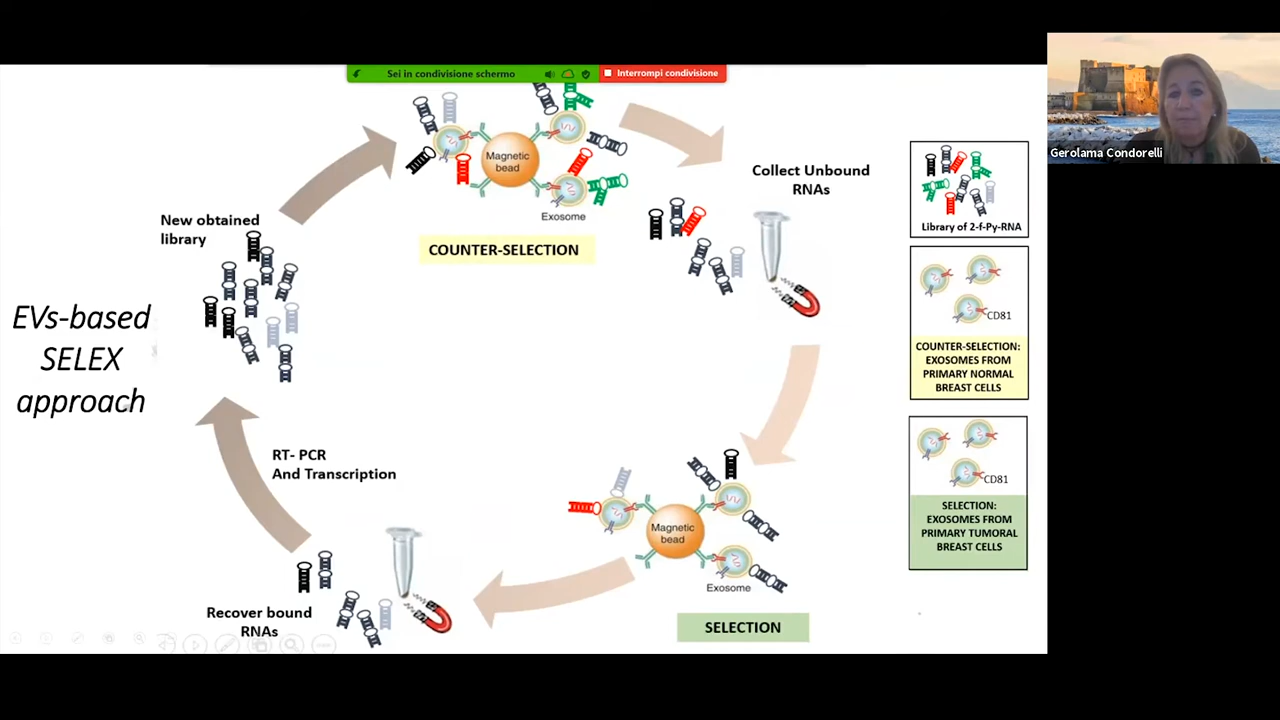 Sei in condivisione schermo
Interrompi condivisione
Gerolama Condorelli
EVs-based
SELEX
approach
New obtained
library
Magnetic
bead
Exosome
COUNTER-SELECTION
Collect Unbound
RNAs
Magnetic
bead
Exosome
SELECTION
Recover bound
RNAs
RT- PCR
And Transcription
Library of 2-f-Py-RNA
CD81
COUNTER-SELECTION:
EXOSOMES FROM
PRIMARY NORMAL
BREAST CELLS
CD81
SELECTION:
EXOSOMES FROM
PRIMARY TUMORAL
BREAST CELLS